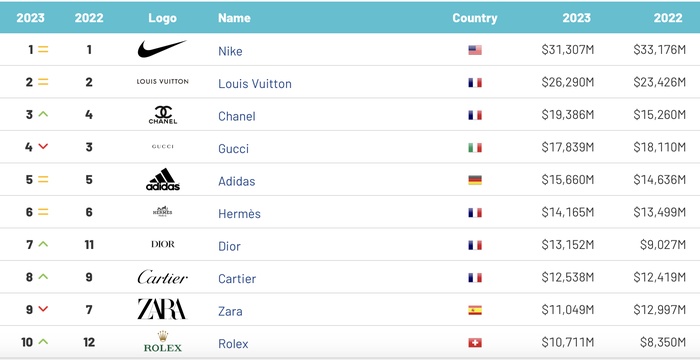 2023 2022 Logo Name Country 2023 2022
1 1 Nike $31,307M $33,176M
2 2 LOUIS VUITTON Louis Vuitton $26,290M $23,426M
3 4 CHANEL Chanel $19,386M $15,260M
4 3 GUCCI Gucci $17,839M $18,110M
5 5 adidas Adidas $15,660M $14,636M
6 6 HERMÈS PARIS Hermès $14,165M $13,499M
7 11 DIOR Dior $13,152M $9,027M
8 9 Cartier Cartier $12,538M $12,419M
9 7 ZARA Zara $11,049M $12,997M
10 12 ROLEX Rolex $10,711M $8,350M